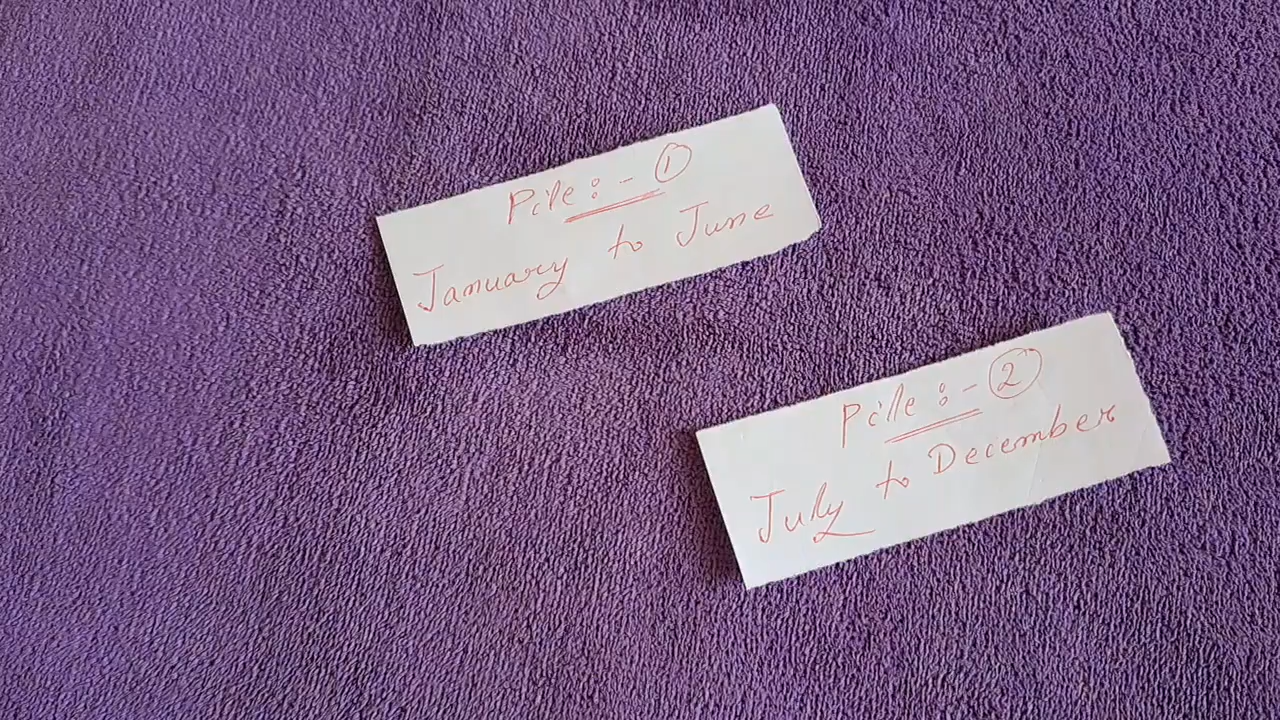 Pile :- ①
January to June
Pile :- ②
July to December